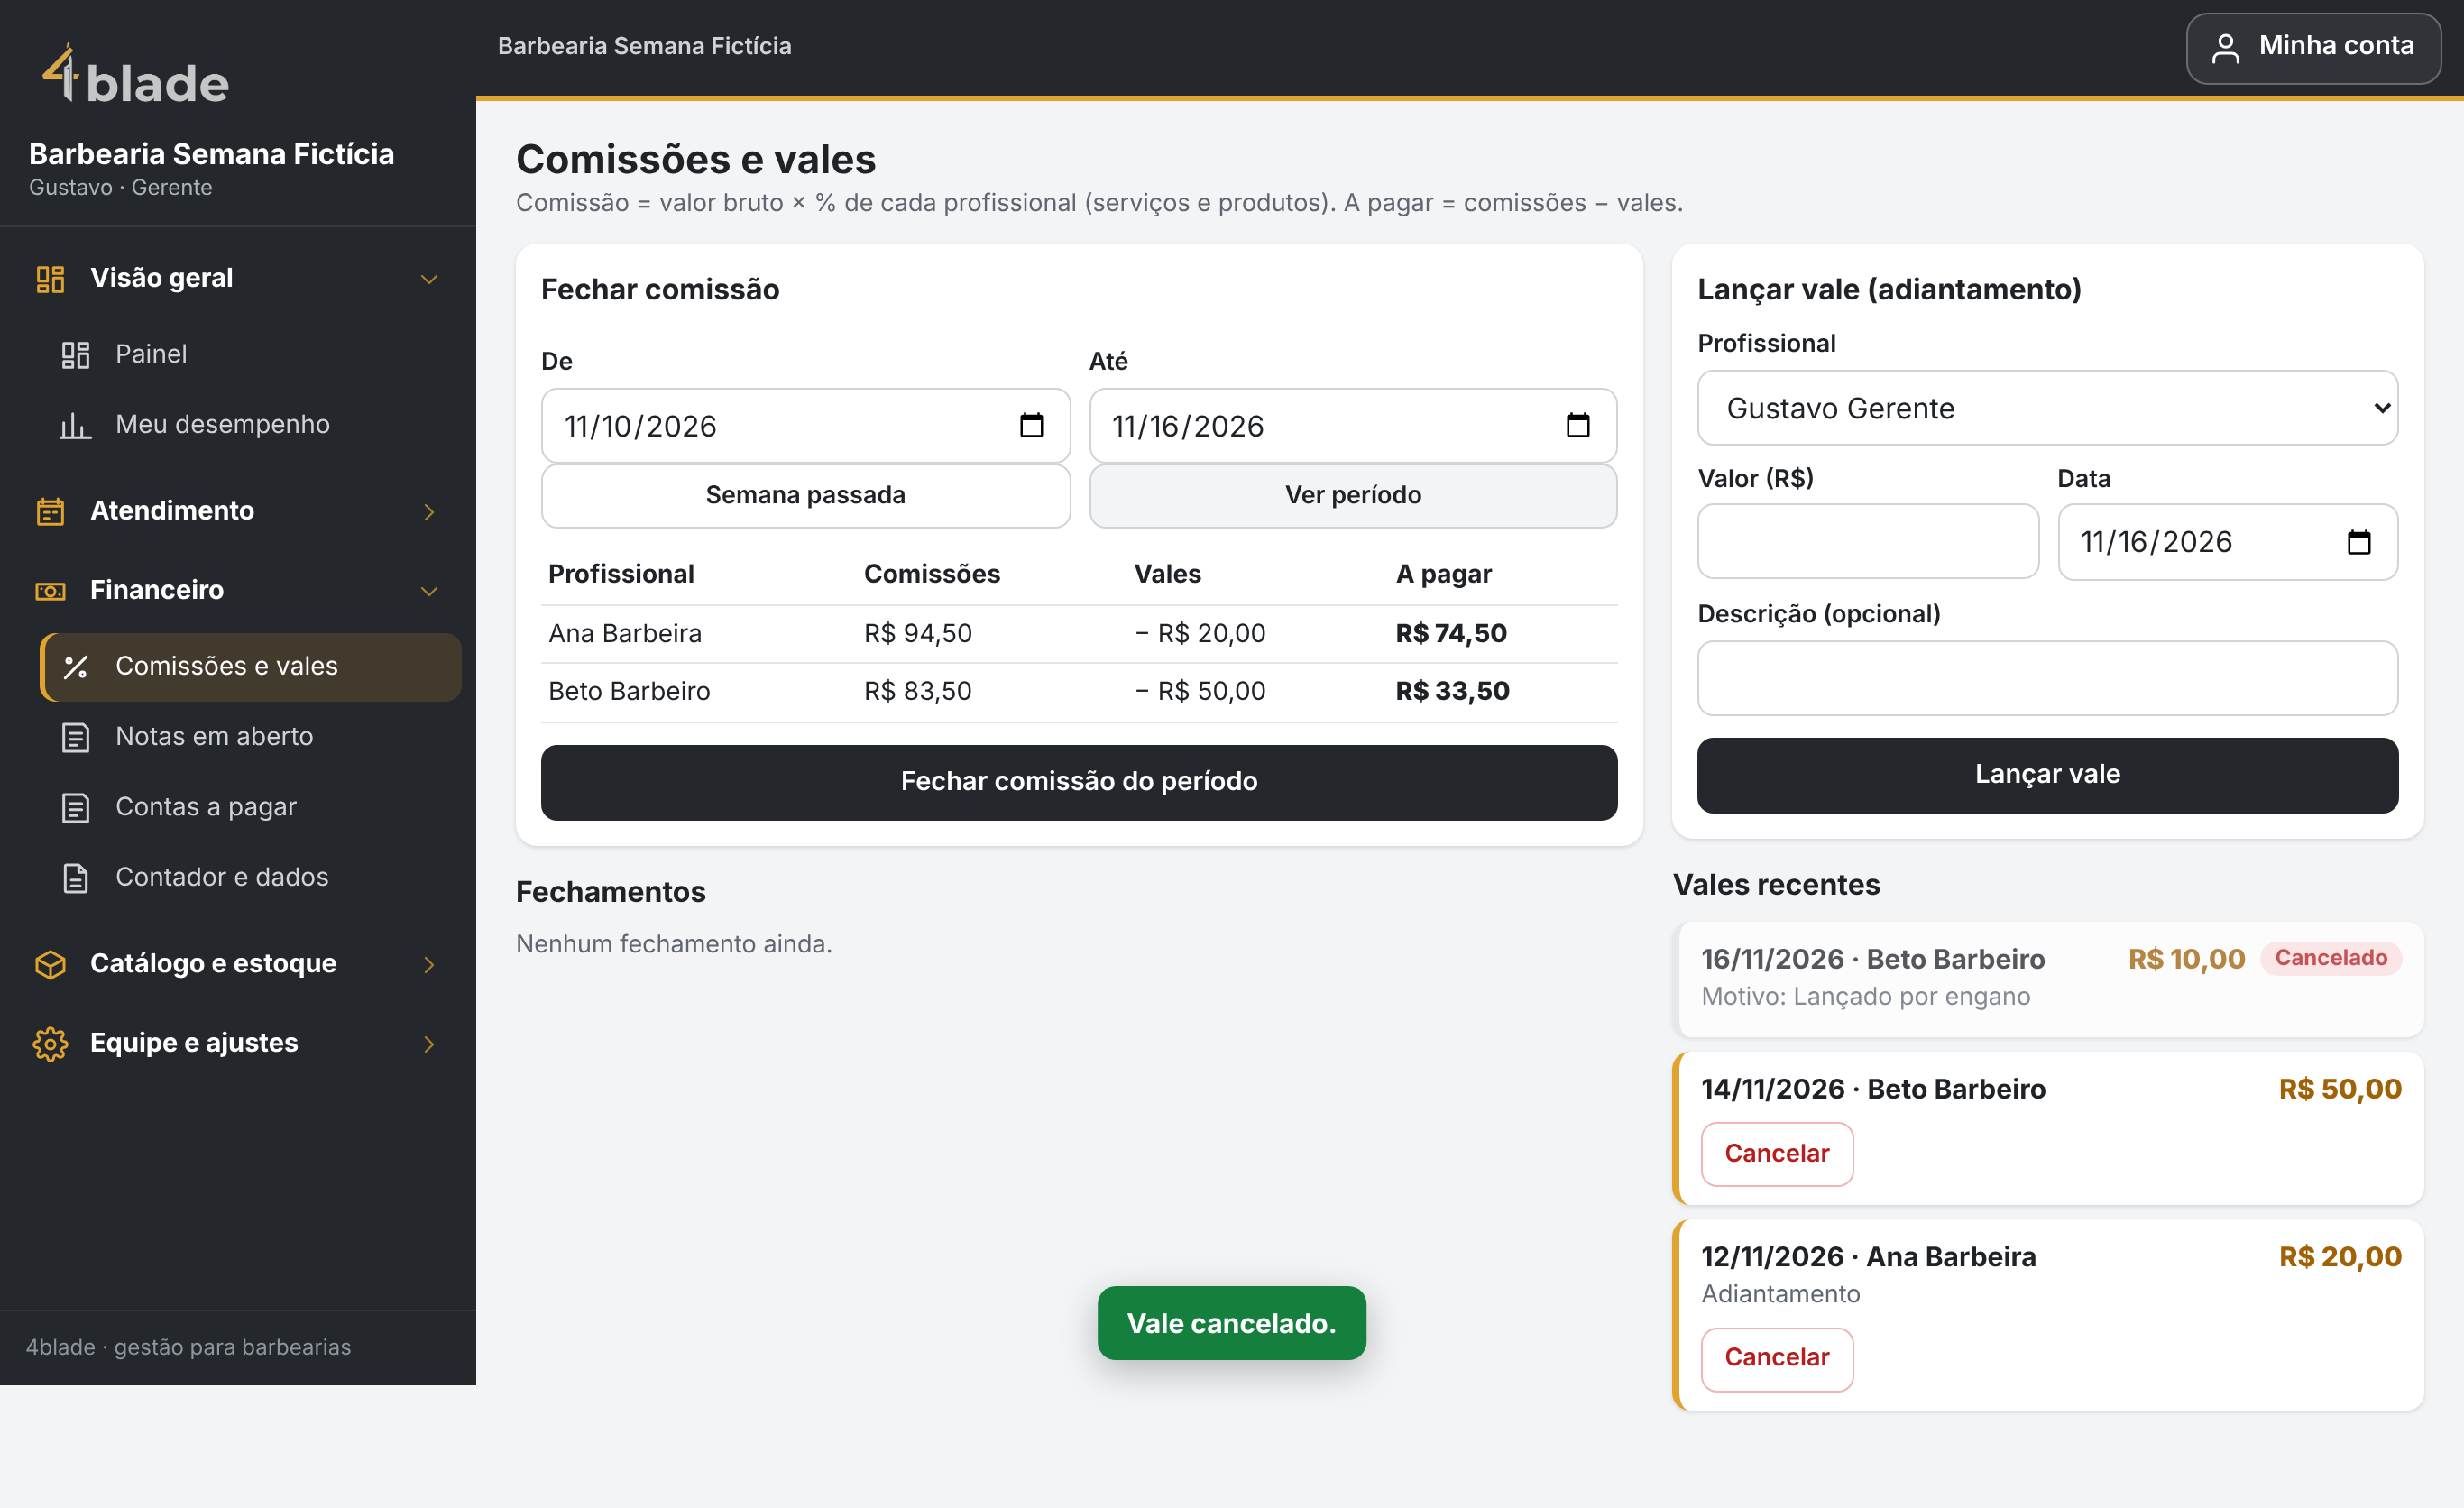 4blade
Barbearia Semana Fictícia
Gustavo · Gerente
Visão geral
Painel
Meu desempenho
Atendimento
Financeiro
Comissões e vales
Notas em aberto
Contas a pagar
Contador e dados
Catálogo e estoque
Equipe e ajustes
4blade · gestão para barbearias
Barbearia Semana Fictícia
Minha conta
Comissões e vales
Comissão = valor bruto × % de cada profissional (serviços e produtos). A pagar = comissões − vales.
Fechar comissão
De Até
11/10/2026 11/16/2026
Semana passada Ver período
Profissional Comissões Vales A pagar
Ana Barbeira R$ 94,50 − R$ 20,00 R$ 74,50
Beto Barbeiro R$ 83,50 − R$ 50,00 R$ 33,50
Fechar comissão do período
Fechamentos
Nenhum fechamento ainda.
Lançar vale (adiantamento)
Profissional
Gustavo Gerente
Valor (R$) Data
11/16/2026
Descrição (opcional)
Lançar vale
Vales recentes
16/11/2026 · Beto Barbeiro R$ 10,00 Cancelado
Motivo: Lançado por engano
14/11/2026 · Beto Barbeiro R$ 50,00
Cancelar
12/11/2026 · Ana Barbeira R$ 20,00
Adiantamento
Cancelar
Vale cancelado.